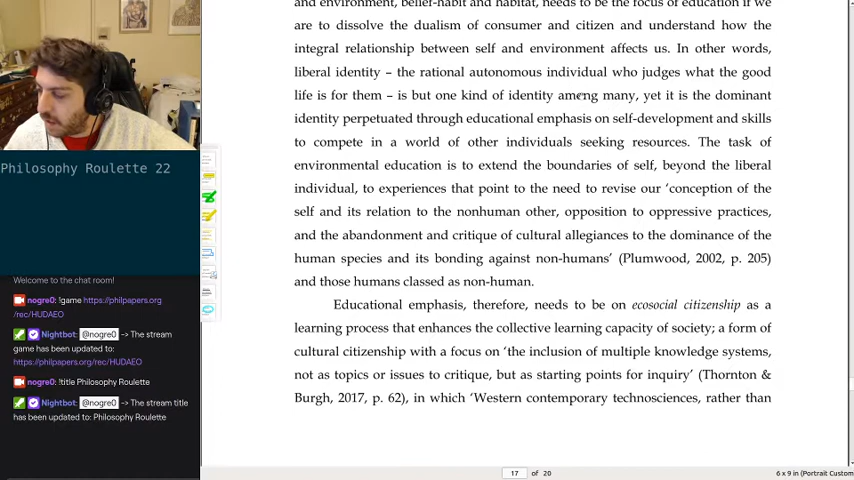 and environment, belief-habit and habitat, needs to be the focus of education if we
are to dissolve the dualism of consumer and citizen and understand how the
integral relationship between self and environment affects us. In other words,
liberal identity – the rational autonomous individual who judges what the good
life is for them – is but one kind of identity among many, yet it is the dominant
identity perpetuated through educational emphasis on self-development and skills
to compete in a world of other individuals seeking resources. The task of
environmental education is to extend the boundaries of self, beyond the liberal
individual, to experiences that point to the need to revise our ‘conception of the
self and its relation to the nonhuman other, opposition to oppressive practices,
and the abandonment and critique of cultural allegiances to the dominance of the
human species and its bonding against non-humans’ (Plumwood, 2002, p. 205)
and those humans classed as non-human.
Educational emphasis, therefore, needs to be on ecosocial citizenship as a
learning process that enhances the collective learning capacity of society; a form of
cultural citizenship with a focus on ‘the inclusion of multiple knowledge systems,
not as topics or issues to critique, but as starting points for inquiry’ (Thornton &
Burgh, 2017, p. 62), in which ‘Western contemporary technosciences, rather than
17 of 20
6 x 9 in (Portrait Custom
Philosophy Roulette 22
Welcome to the chat room!
nogre0: !game https://philpapers.org
/rec/HUDAEO
Nightbot: @nogre0 -> The stream
game has been updated to:
https://philpapers.org/rec/HUDAEO
nogre0: !title Philosophy Roulette
Nightbot: @nogre0 -> The stream title
has been updated to: Philosophy Roulette